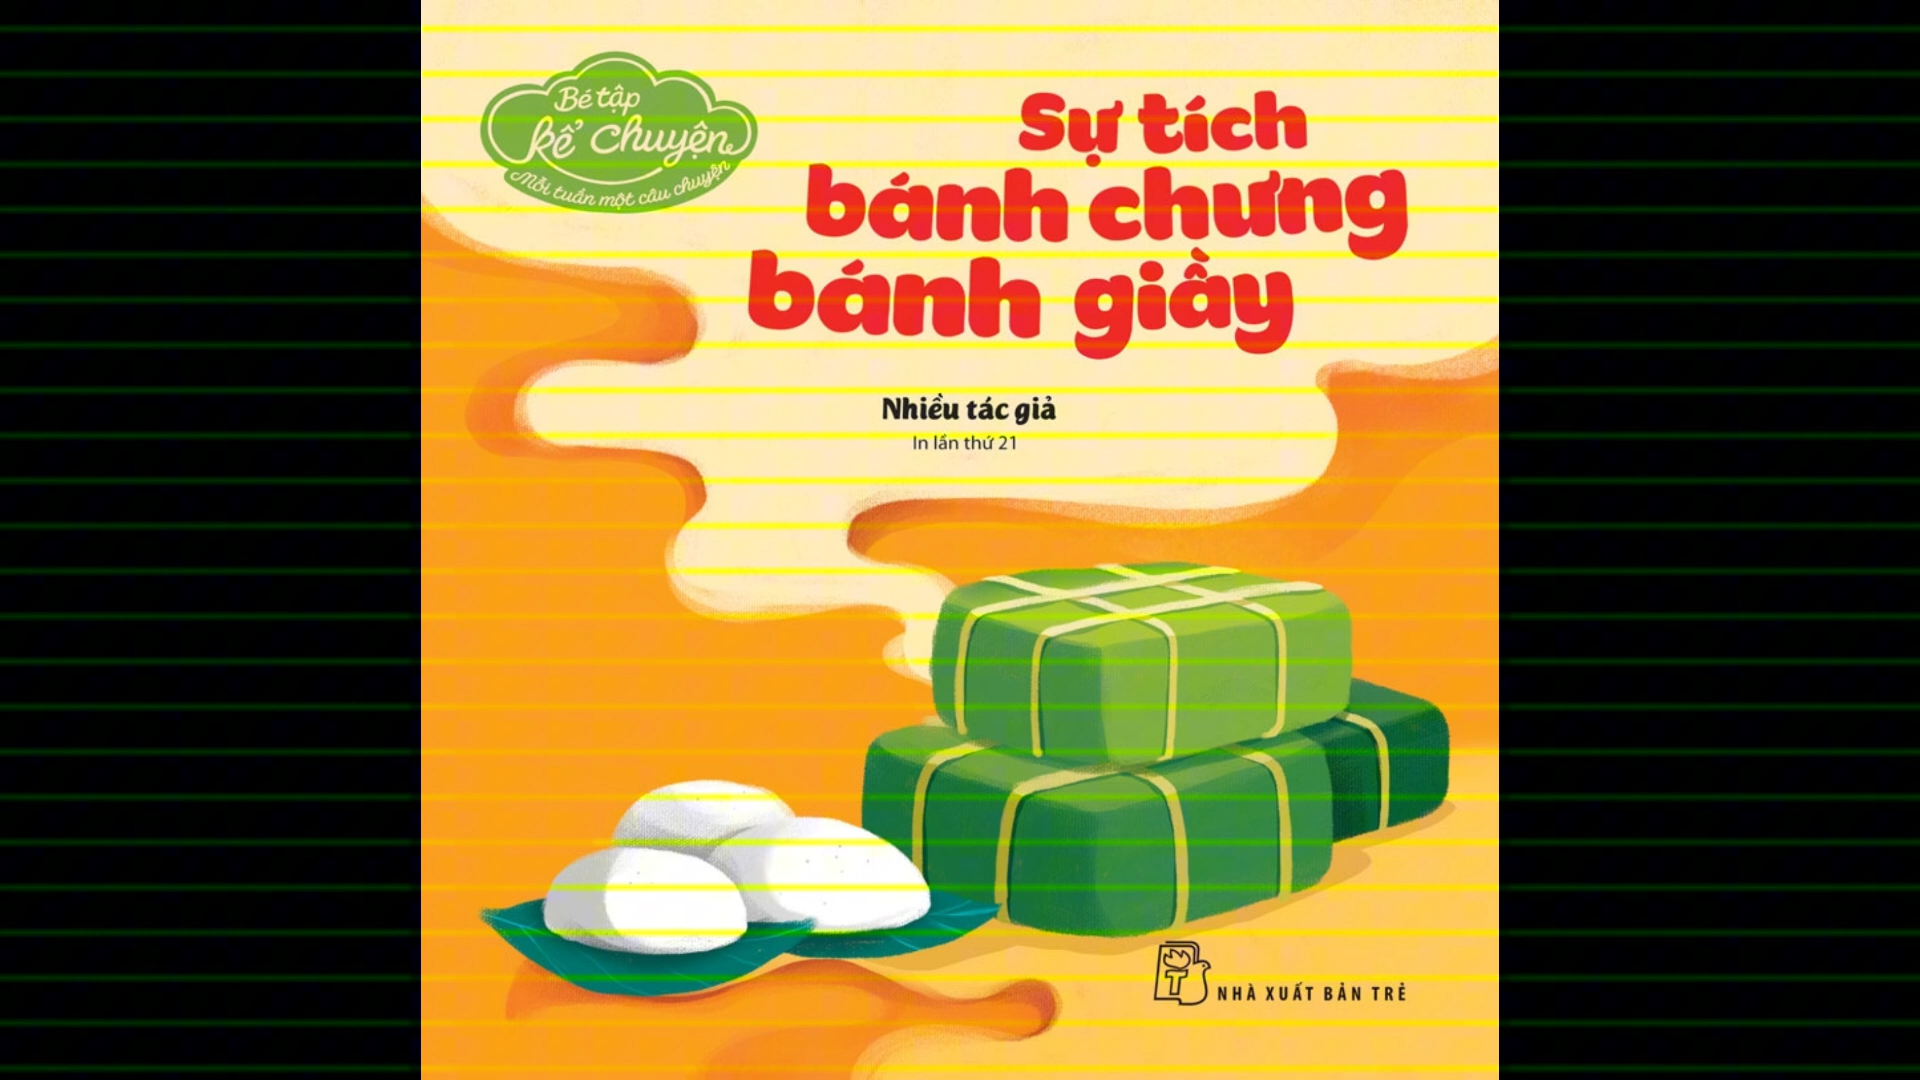 Bé tập
kể chuyện
Mỗi tuần một câu chuyện
Sự tích
bánh chưng
bánh giầy
Nhiều tác giả
In lần thứ 21
T
NHÀ XUẤT BẢN TRẺ